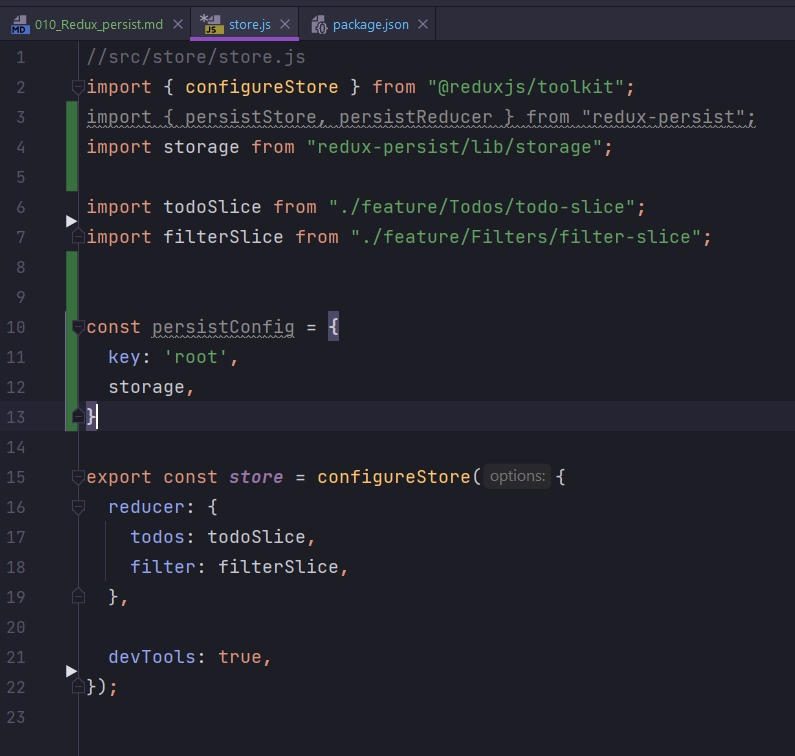 MD 010_Redux_persist.md × JS store.js × {} package.json ×
1 //src/store/store.js
2 import { configureStore } from "@reduxjs/toolkit";
3 import { persistStore, persistReducer } from "redux-persist";
4 import storage from "redux-persist/lib/storage";
5
6 import todoSlice from "./feature/Todos/todo-slice";
7 import filterSlice from "./feature/Filters/filter-slice";
8
9
10 const persistConfig = {
11   key: 'root',
12   storage,
13 }
14
15 export const store = configureStore( options: {
16   reducer: {
17     todos: todoSlice,
18     filter: filterSlice,
19   },
20
21   devTools: true,
22 });
23